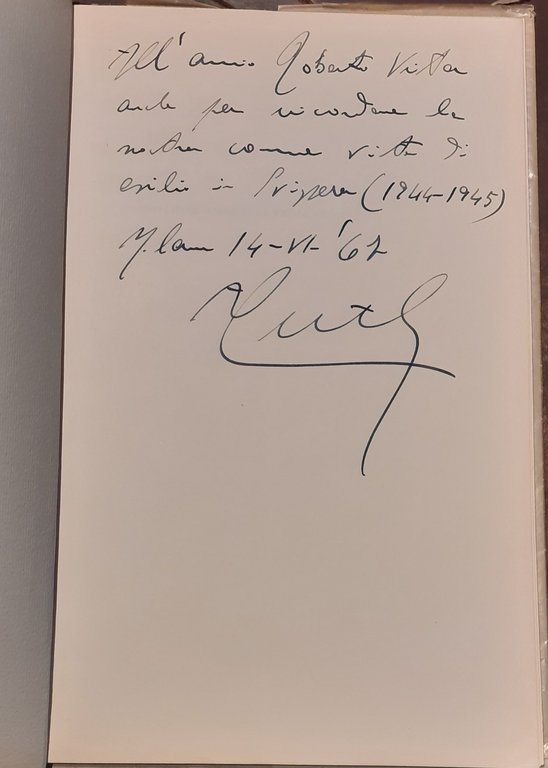 All'amico Roberto Vitta
anche per ricordare la
nostra comune vita di
esilio in Svizzera (1944-1945)
Milano 14-VI-'67